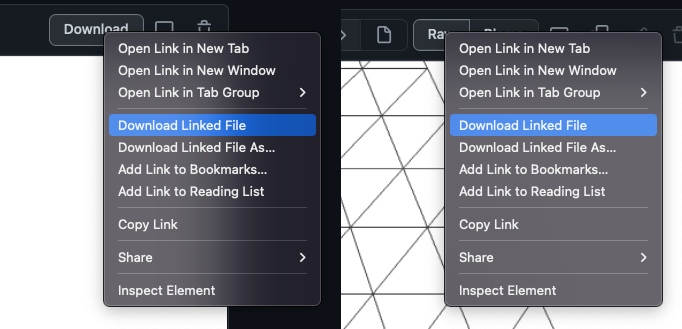 Download
Open Link in New Tab
Open Link in New Window
Open Link in Tab Group
Download Linked File
Download Linked File As...
Add Link to Bookmarks...
Add Link to Reading List
Copy Link
Share
Inspect Element
Open Link in New Tab
Open Link in New Window
Open Link in Tab Group
Download Linked File
Download Linked File As...
Add Link to Bookmarks...
Add Link to Reading List
Copy Link
Share
Inspect Element